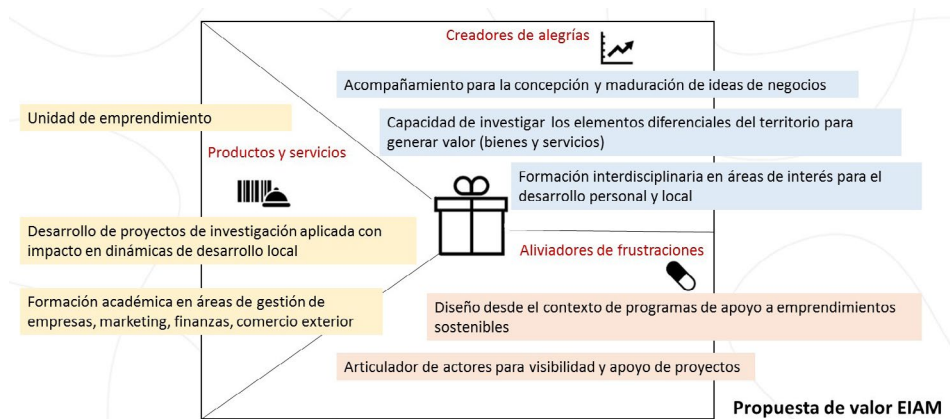 Creadores de alegrías
Acompañamiento para la concepción y maduración de ideas de negocios
Capacidad de investigar los elementos diferenciales del territorio para
generar valor (bienes y servicios)
Formación interdisciplinaria en áreas de interés para el
desarrollo personal y local
Unidad de emprendimiento
Productos y servicios
Desarrollo de proyectos de investigación aplicada con
impacto en dinámicas de desarrollo local
Formación académica en áreas de gestión de
empresas, marketing, finanzas, comercio exterior
Aliviadores de frustraciones
Diseño desde el contexto de programas de apoyo a emprendimientos
sostenibles
Articulador de actores para visibilidad y apoyo de proyectos
Propuesta de valor EIAM